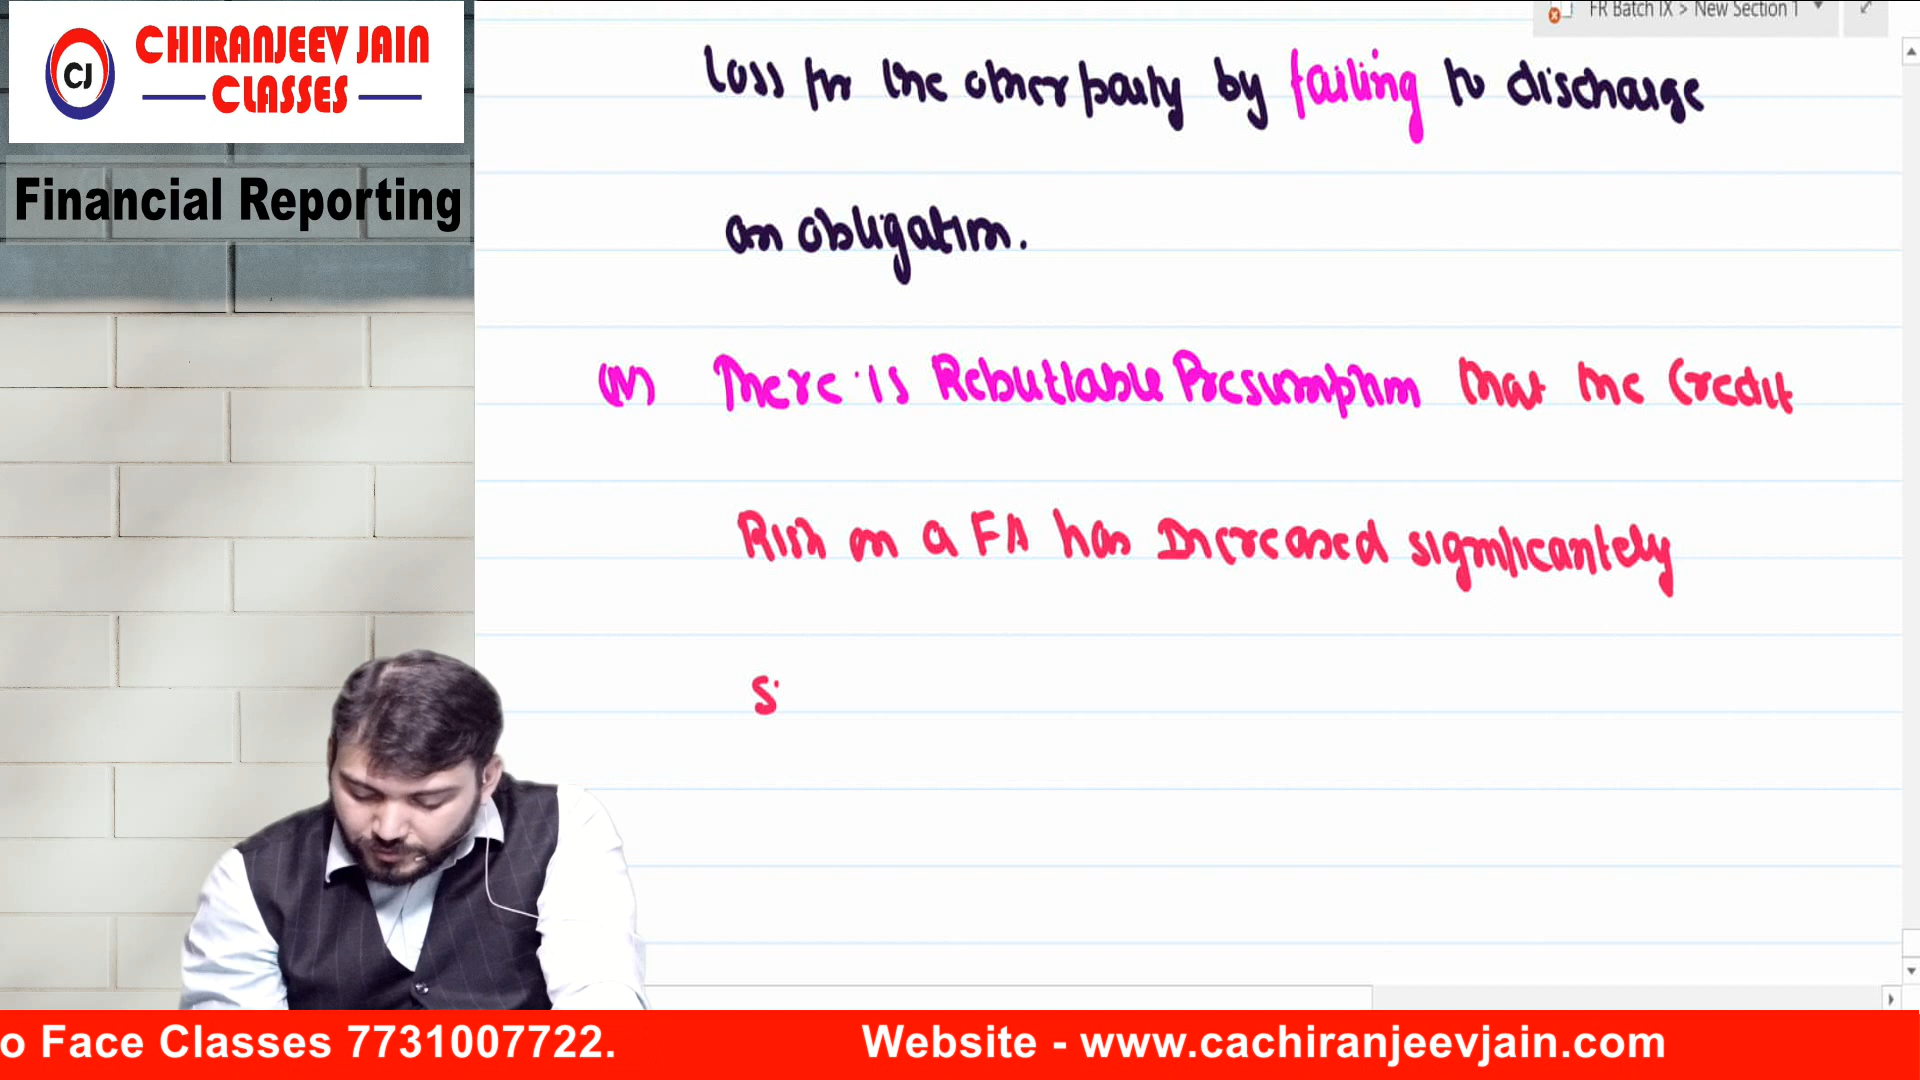 FR Batch IX > New Section 1
CHIRANJEEV JAIN
CJ
CLASSES
Financial Reporting
Loss for the other party by failing to discharge
an obligation.
(IV) There is Rebuttable Presumption that the Credit
Risk on a FA has Increased significantely
S
o Face Classes 7731007722. Website - www.cachiranjeevjain.com